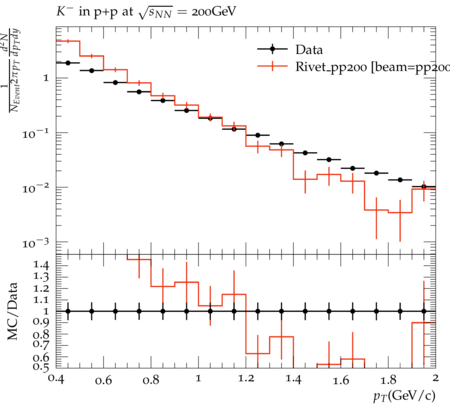 K⁻ in p+p at √s_NN = 200GeV
1/(N_Event 2πp_T) d²N/(dp_T dy)
Data
Rivet_pp200 [beam=pp200
1
10⁻¹
10⁻²
10⁻³
MC/Data
1.4
1.3
1.2
1.1
1
0.9
0.8
0.7
0.6
0.5
0.4 0.6 0.8 1 1.2 1.4 1.6 1.8 2
p_T(GeV/c)